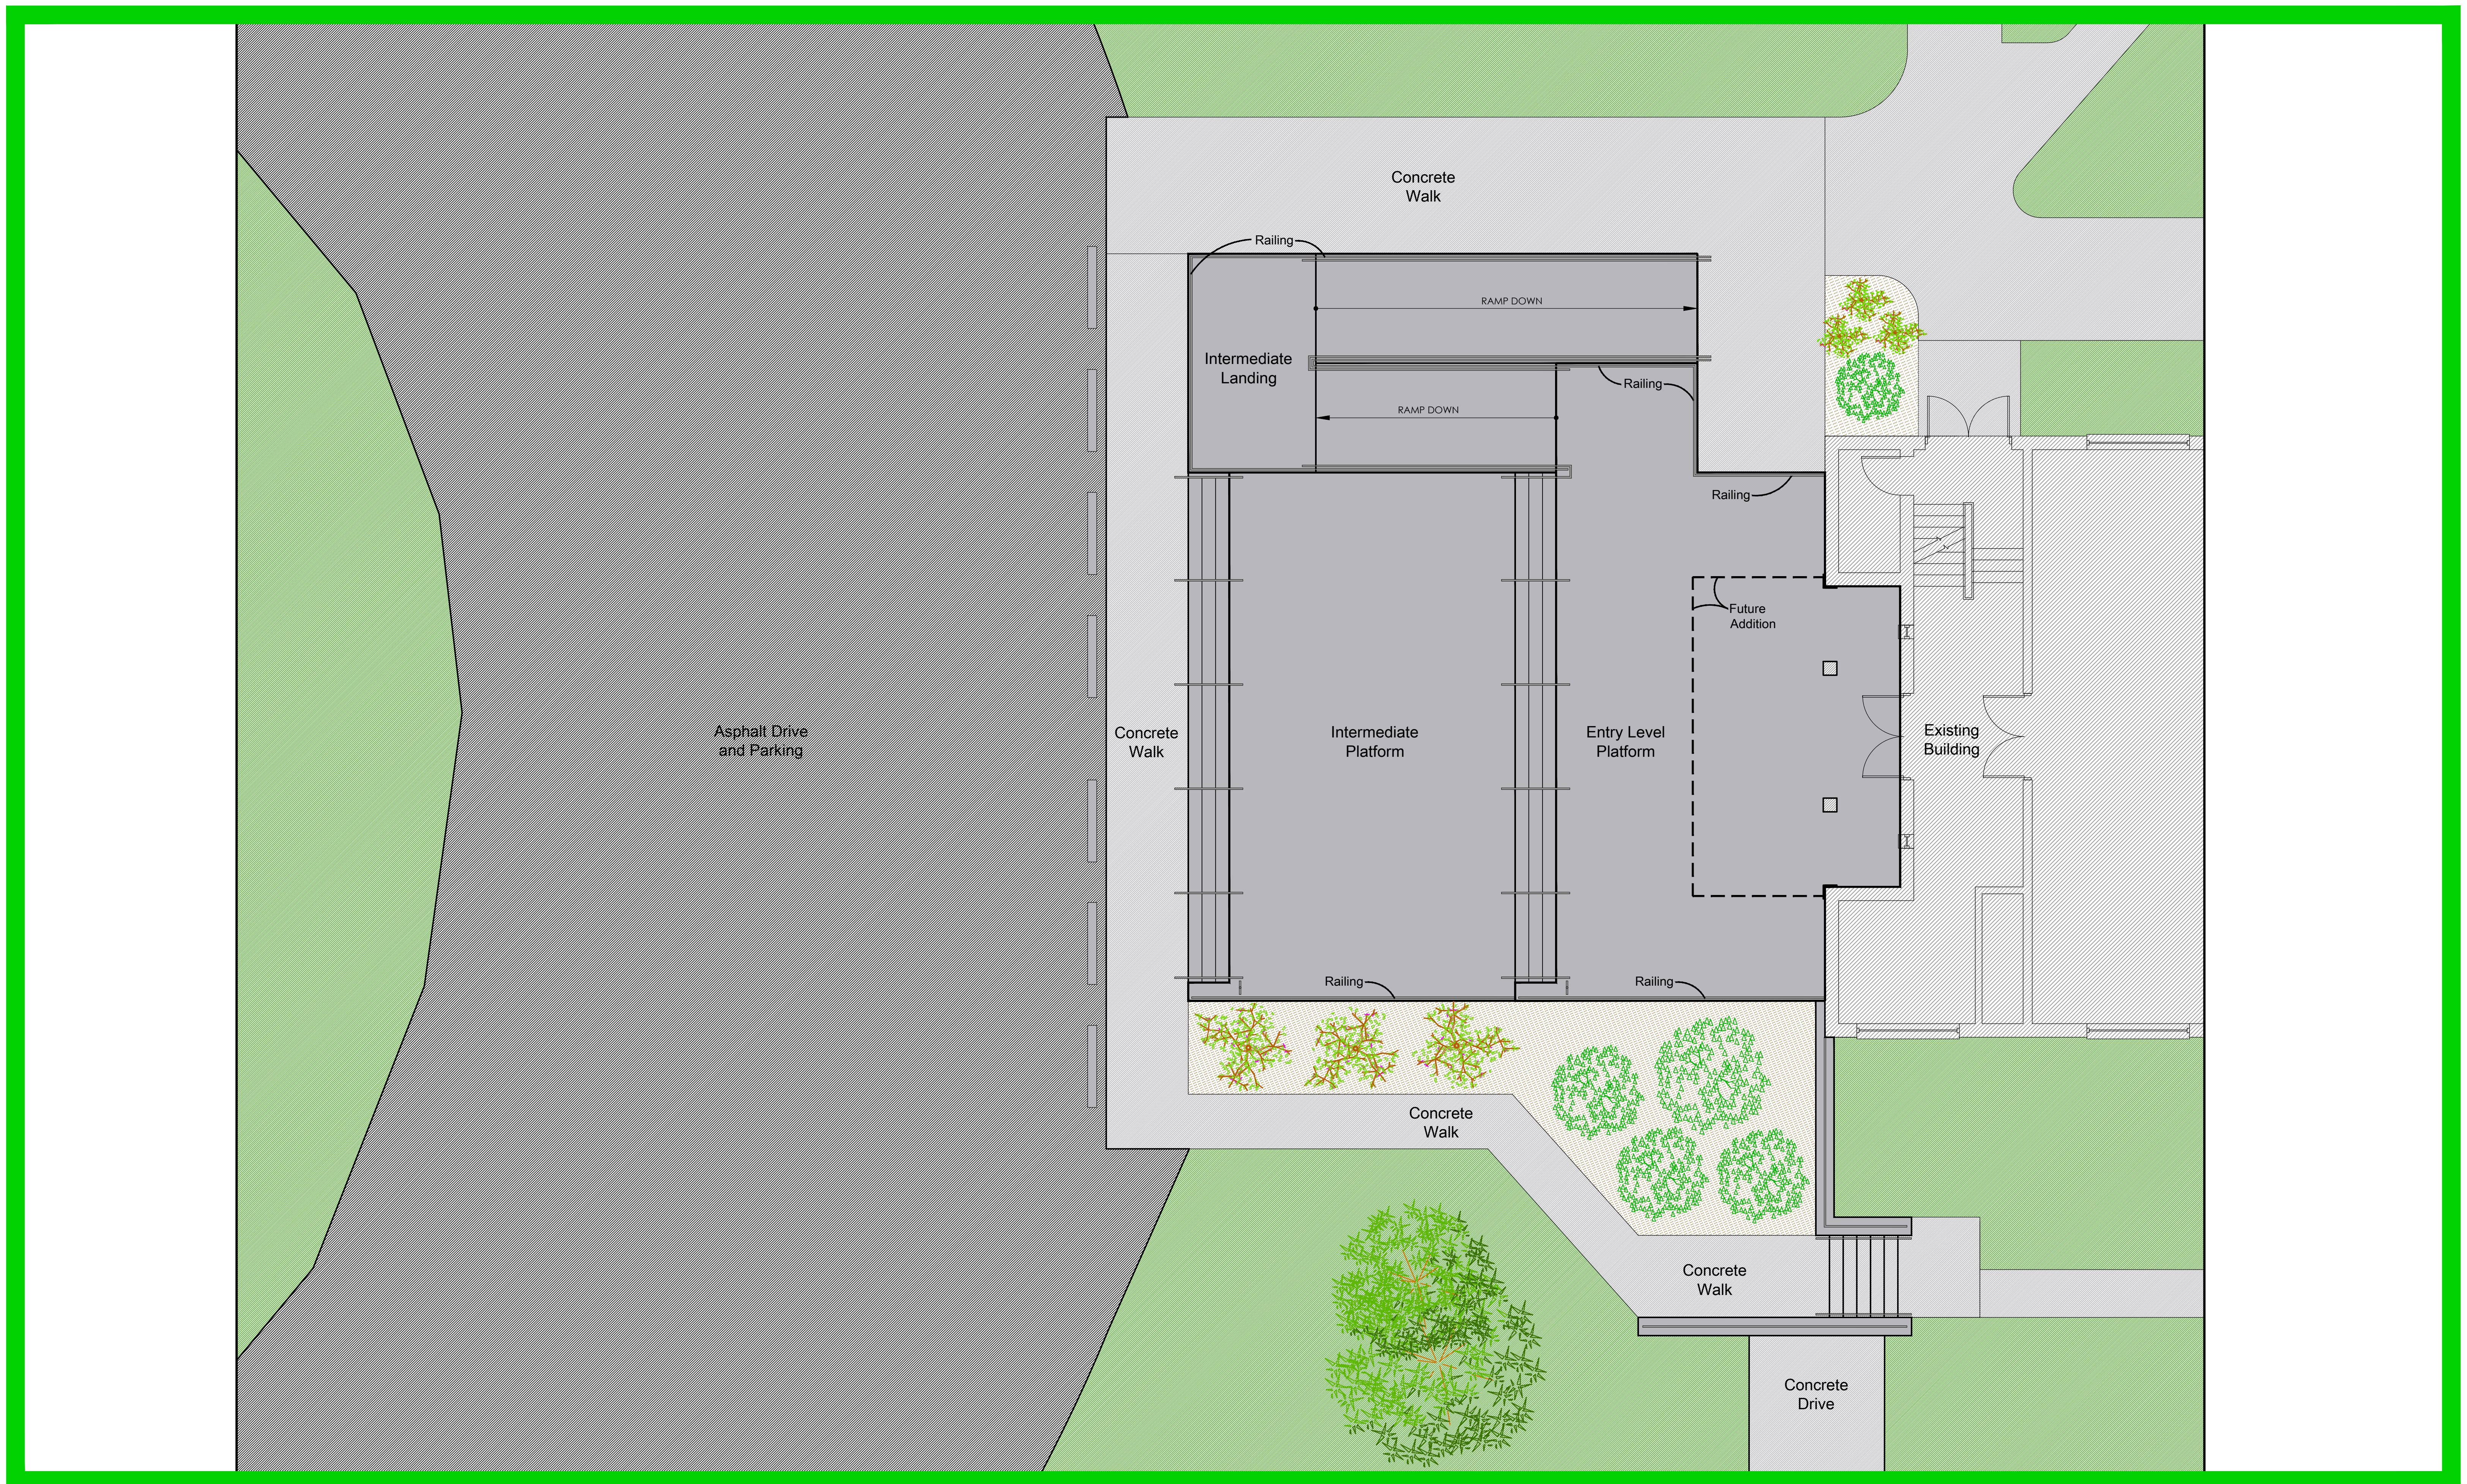 Concrete
Walk
Railing
RAMP DOWN
Intermediate
Landing
Railing
RAMP DOWN
Railing
Future
Addition
Asphalt Drive
and Parking
Concrete
Walk
Intermediate
Platform
Entry Level
Platform
Existing
Building
Railing
Railing
Concrete
Walk
Concrete
Walk
Concrete
Drive